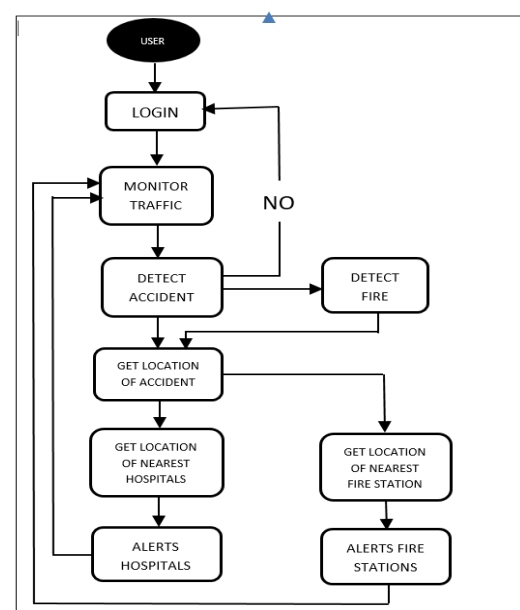 USER
LOGIN
MONITOR
TRAFFIC
NO
DETECT
ACCIDENT
DETECT
FIRE
GET LOCATION
OF ACCIDENT
GET LOCATION
OF NEAREST
HOSPITALS
GET LOCATION
OF NEAREST
FIRE STATION
ALERTS
HOSPITALS
ALERTS FIRE
STATIONS